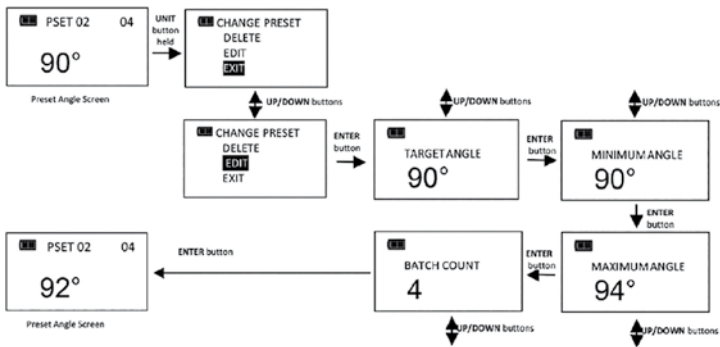 PSET 02 04
90°
Preset Angle Screen
UNIT
button
held
CHANGE PRESET
DELETE
EDIT
EXIT
UP/DOWN buttons
CHANGE PRESET
DELETE
EDIT
EXIT
ENTER
button
UP/DOWN buttons
TARGET ANGLE
90°
ENTER
button
UP/DOWN buttons
MINIMUM ANGLE
90°
ENTER
button
MAXIMUM ANGLE
94°
UP/DOWN buttons
ENTER
button
BATCH COUNT
4
UP/DOWN buttons
ENTER button
PSET 02 04
92°
Preset Angle Screen